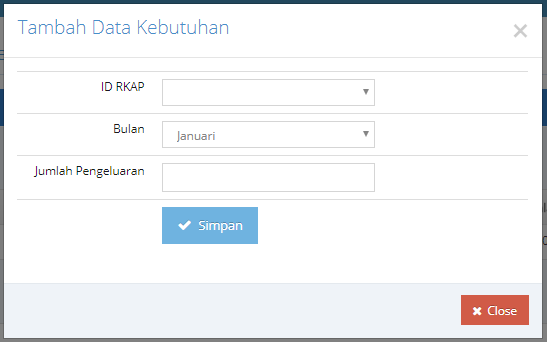 Tambah Data Kebutuhan
ID RKAP
Bulan
Januari
Jumlah Pengeluaran
Simpan
Close